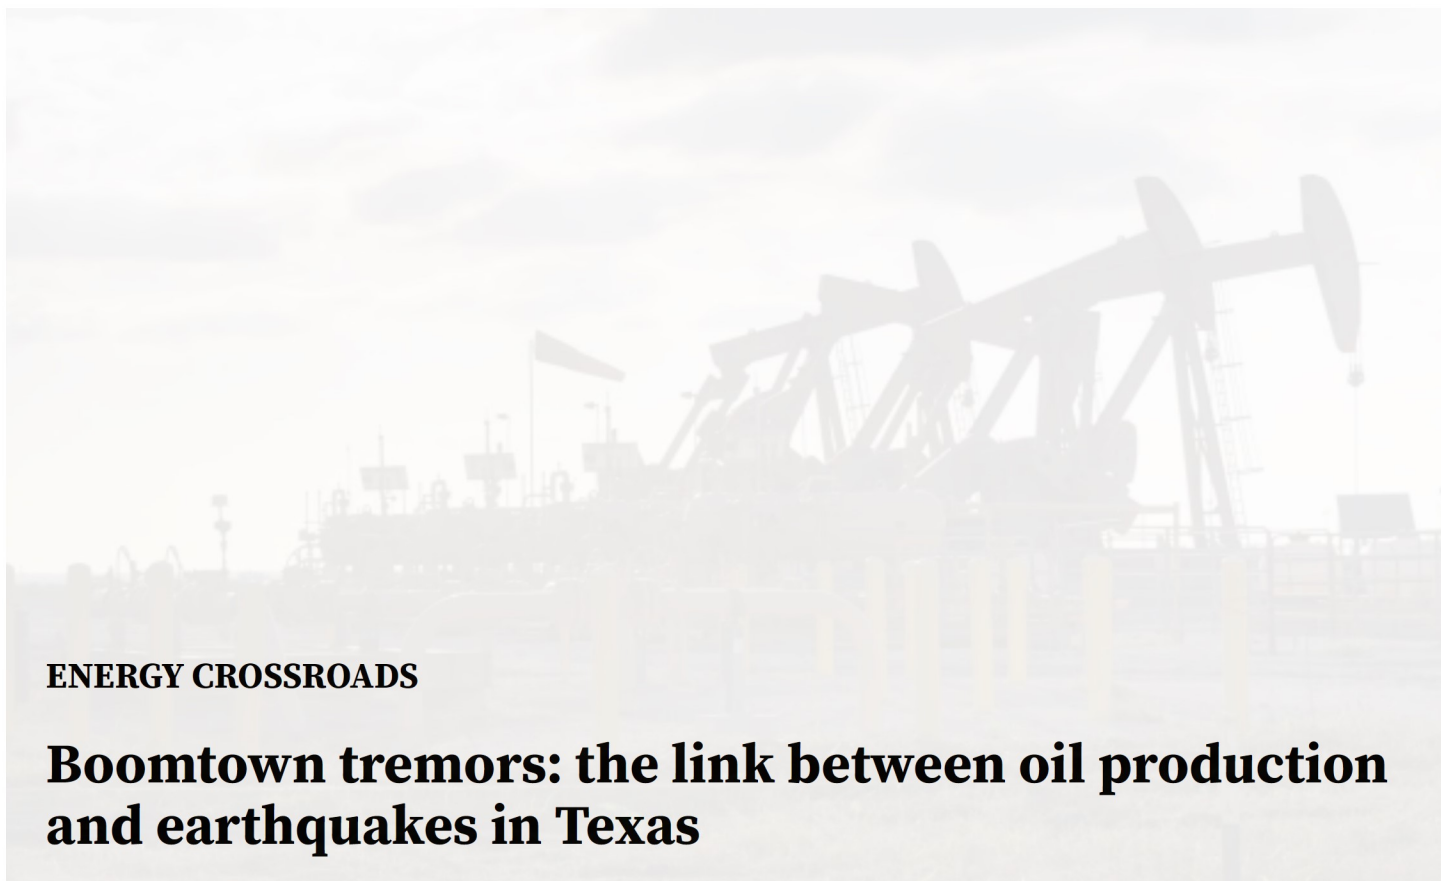 ENERGY CROSSROADS
Boomtown tremors: the link between oil production
and earthquakes in Texas